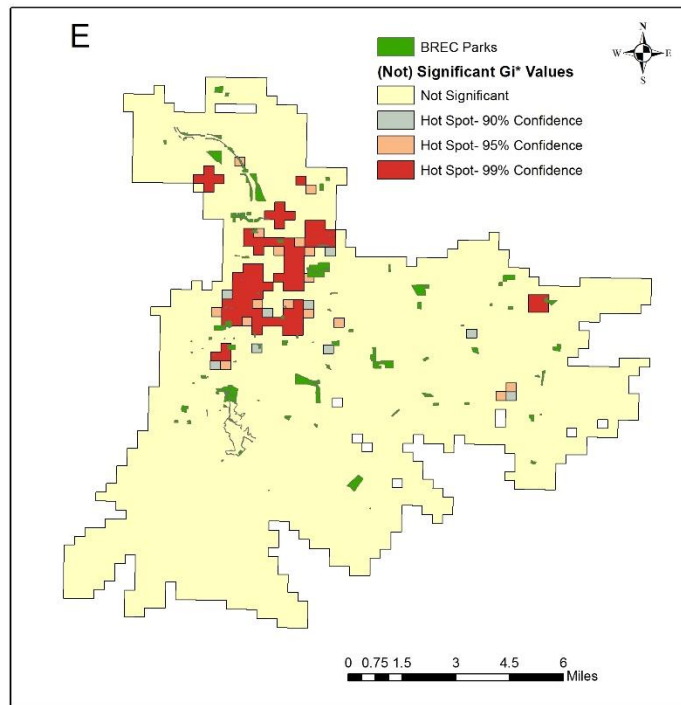 E
BREC Parks
N
W E
S
(Not) Significant Gi* Values
Not Significant
Hot Spot- 90% Confidence
Hot Spot- 95% Confidence
Hot Spot- 99% Confidence
0 0.75 1.5 3 4.5 6
Miles